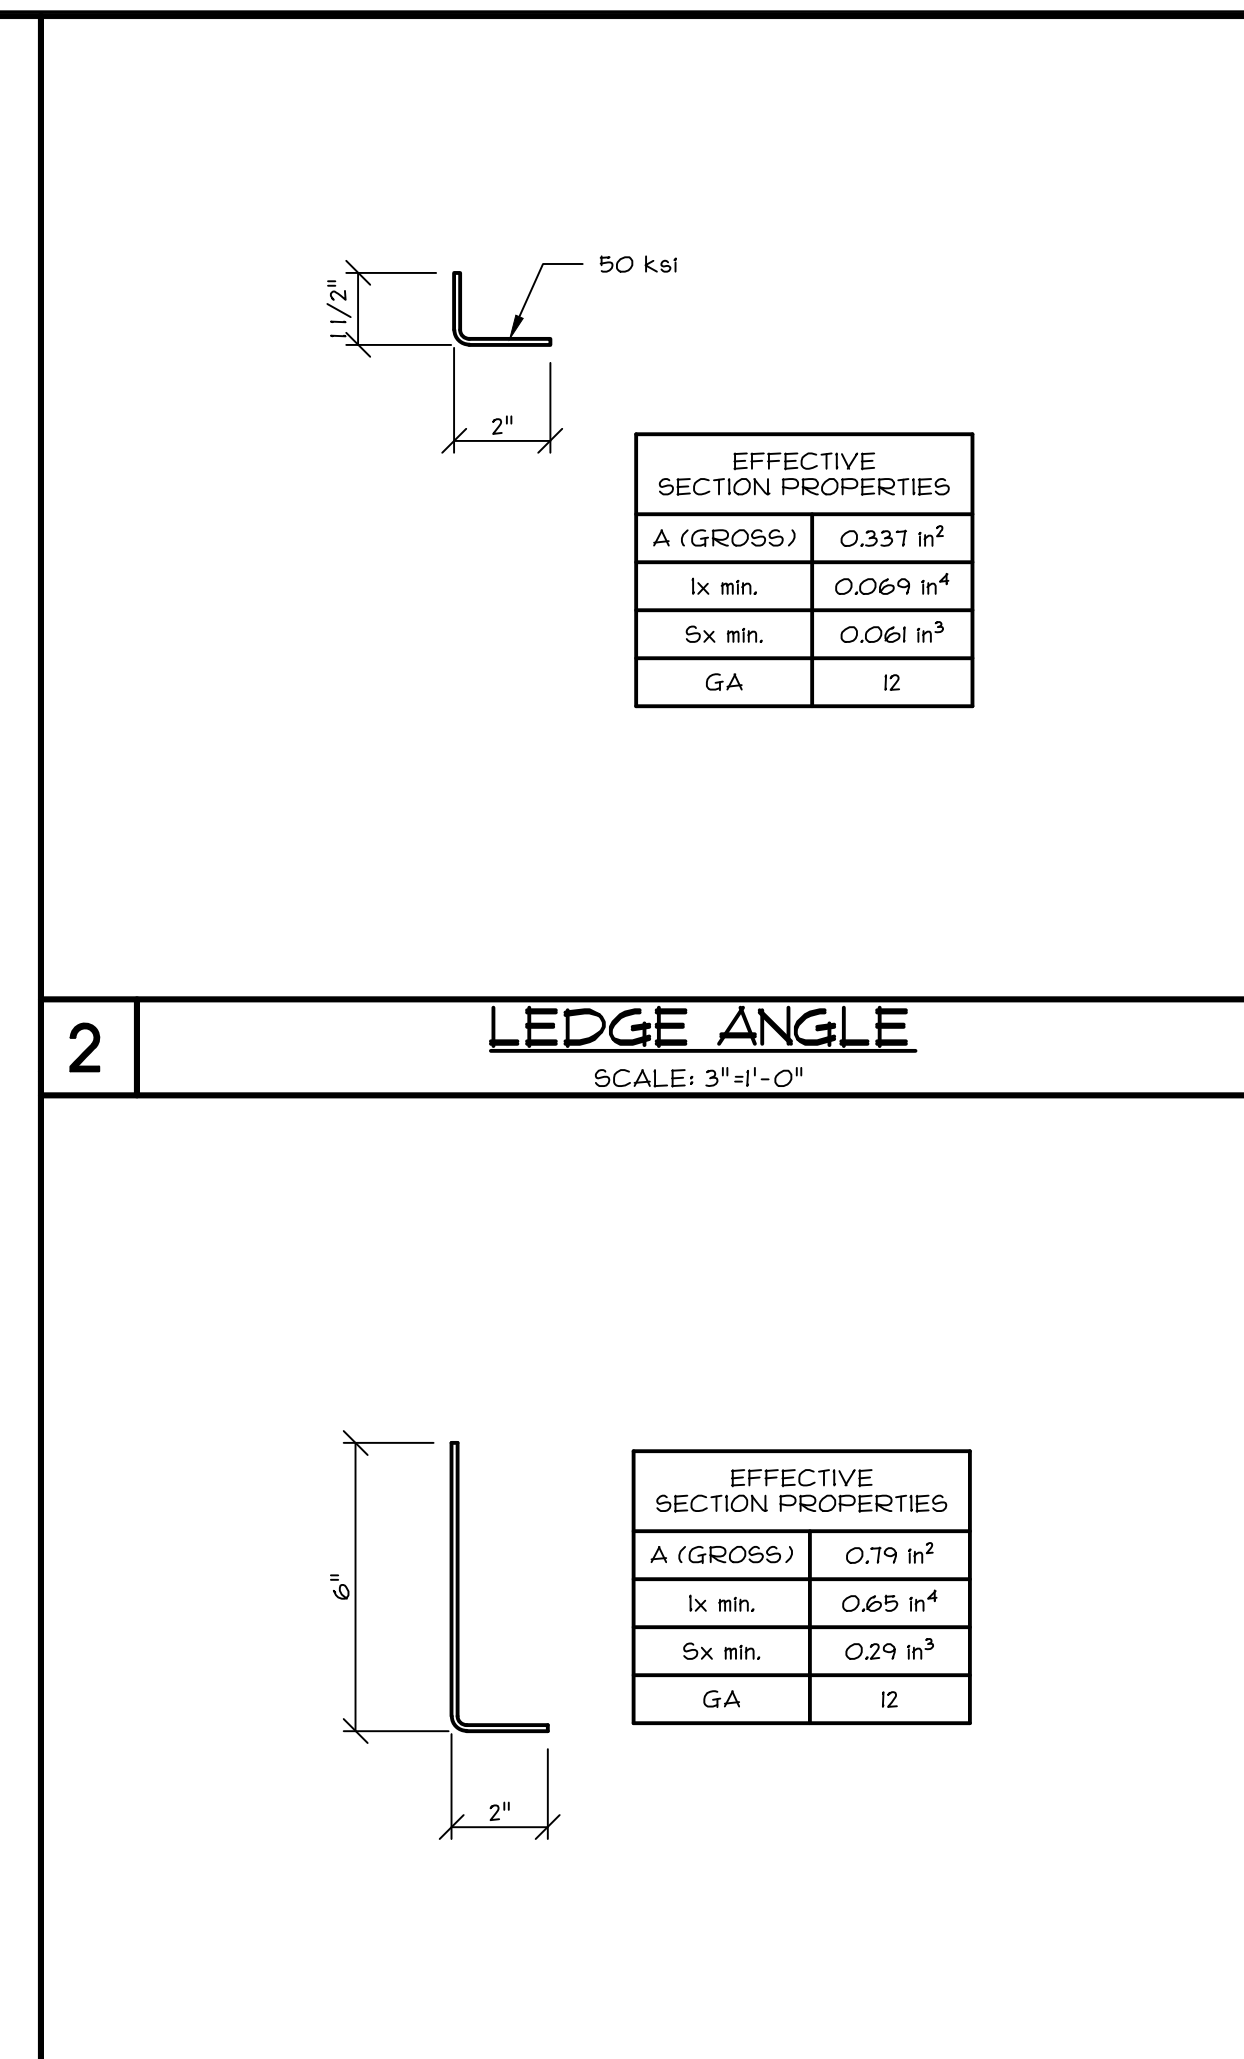 50 ksi
1 1/2"
2"
EFFECTIVE
SECTION PROPERTIES
A (GROSS) 0.337 in²
Ix min. 0.069 in⁴
Sx min. 0.061 in³
GA 12
2
LEDGE ANGLE
SCALE: 3"=1'-0"
6"
2"
EFFECTIVE
SECTION PROPERTIES
A (GROSS) 0.79 in²
Ix min. 0.65 in⁴
Sx min. 0.29 in³
GA 12